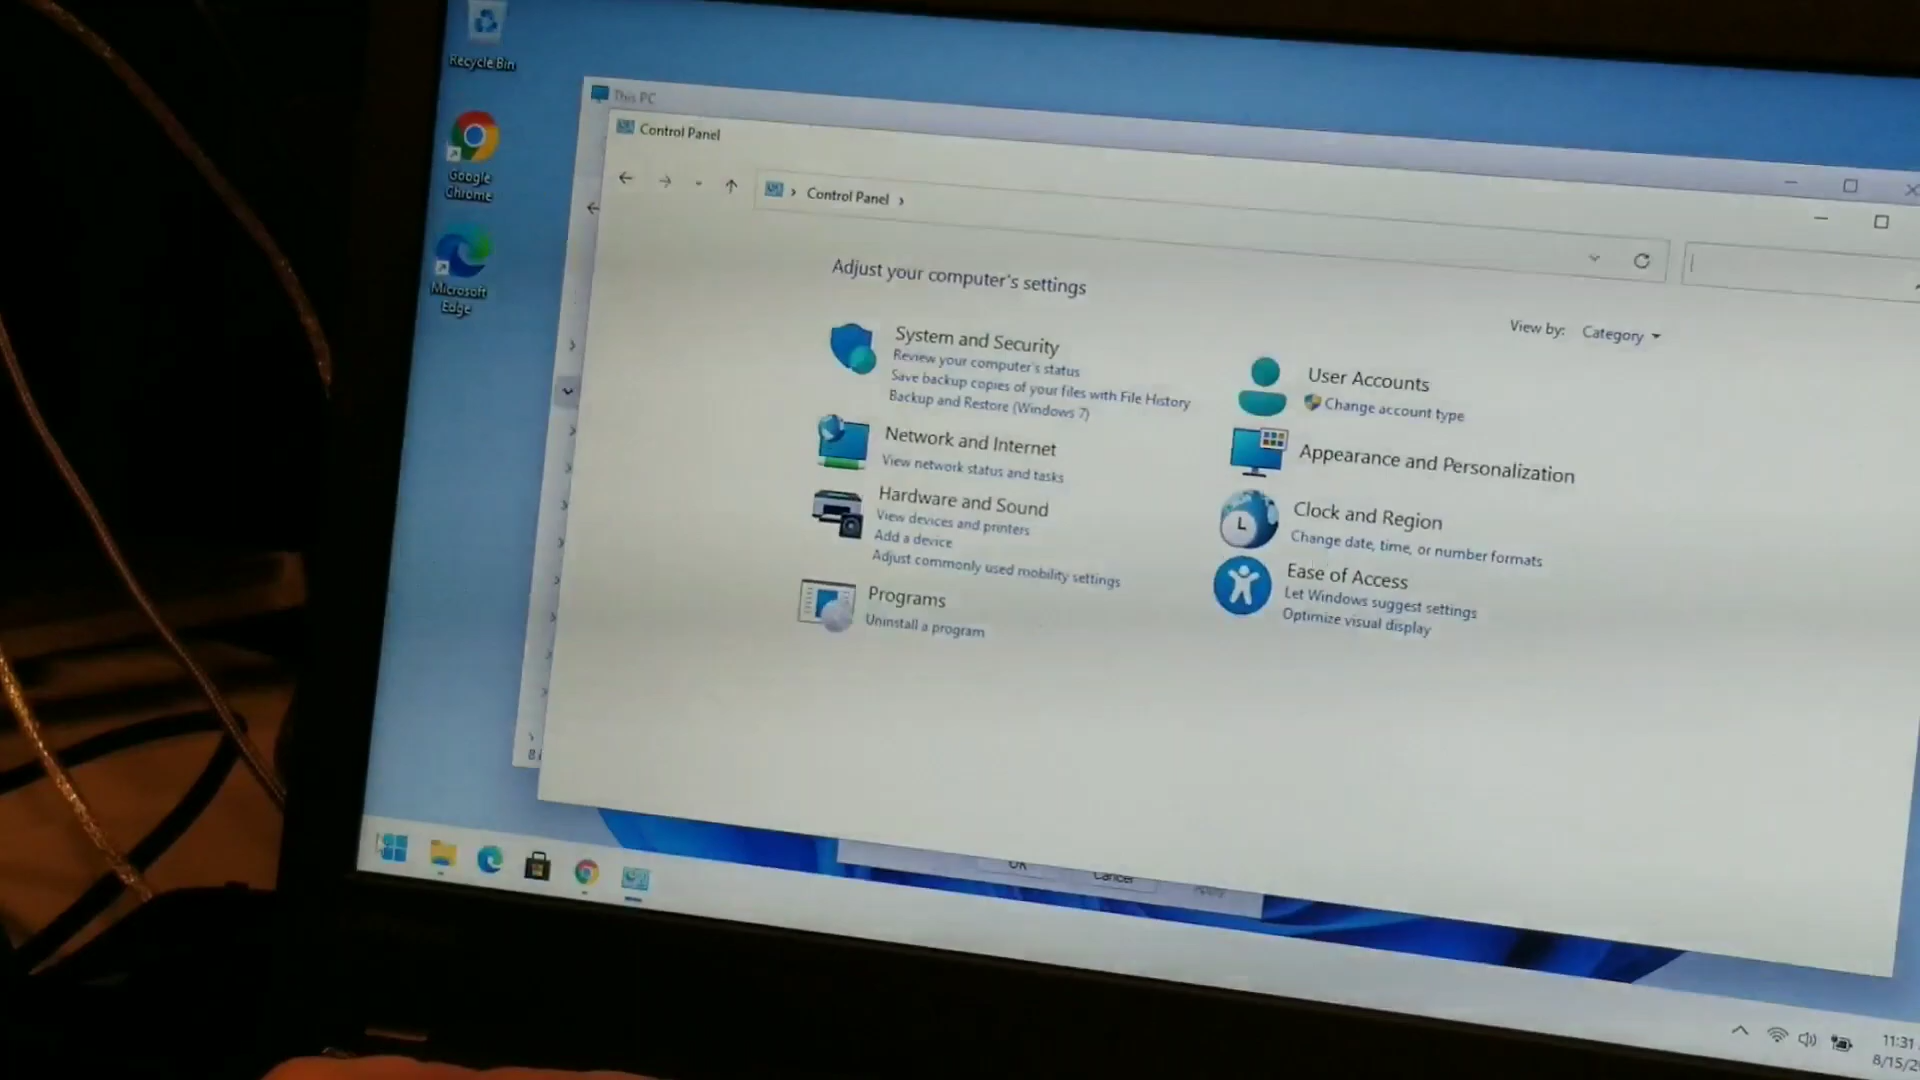 Recycle Bin
Google
Chrome
Microsoft
Edge
This PC
Control Panel
Control Panel
Adjust your computer's settings
View by: Category
System and Security
Review your computer's status
Save backup copies of your files with File History
Backup and Restore (Windows 7)
Network and Internet
View network status and tasks
Hardware and Sound
View devices and printers
Add a device
Adjust commonly used mobility settings
Programs
Uninstall a program
User Accounts
Change account type
Appearance and Personalization
Clock and Region
Change date, time, or number formats
Ease of Access
Let Windows suggest settings
Optimize visual display
8
OK
Cancel
Apply
11:31
8/15/2